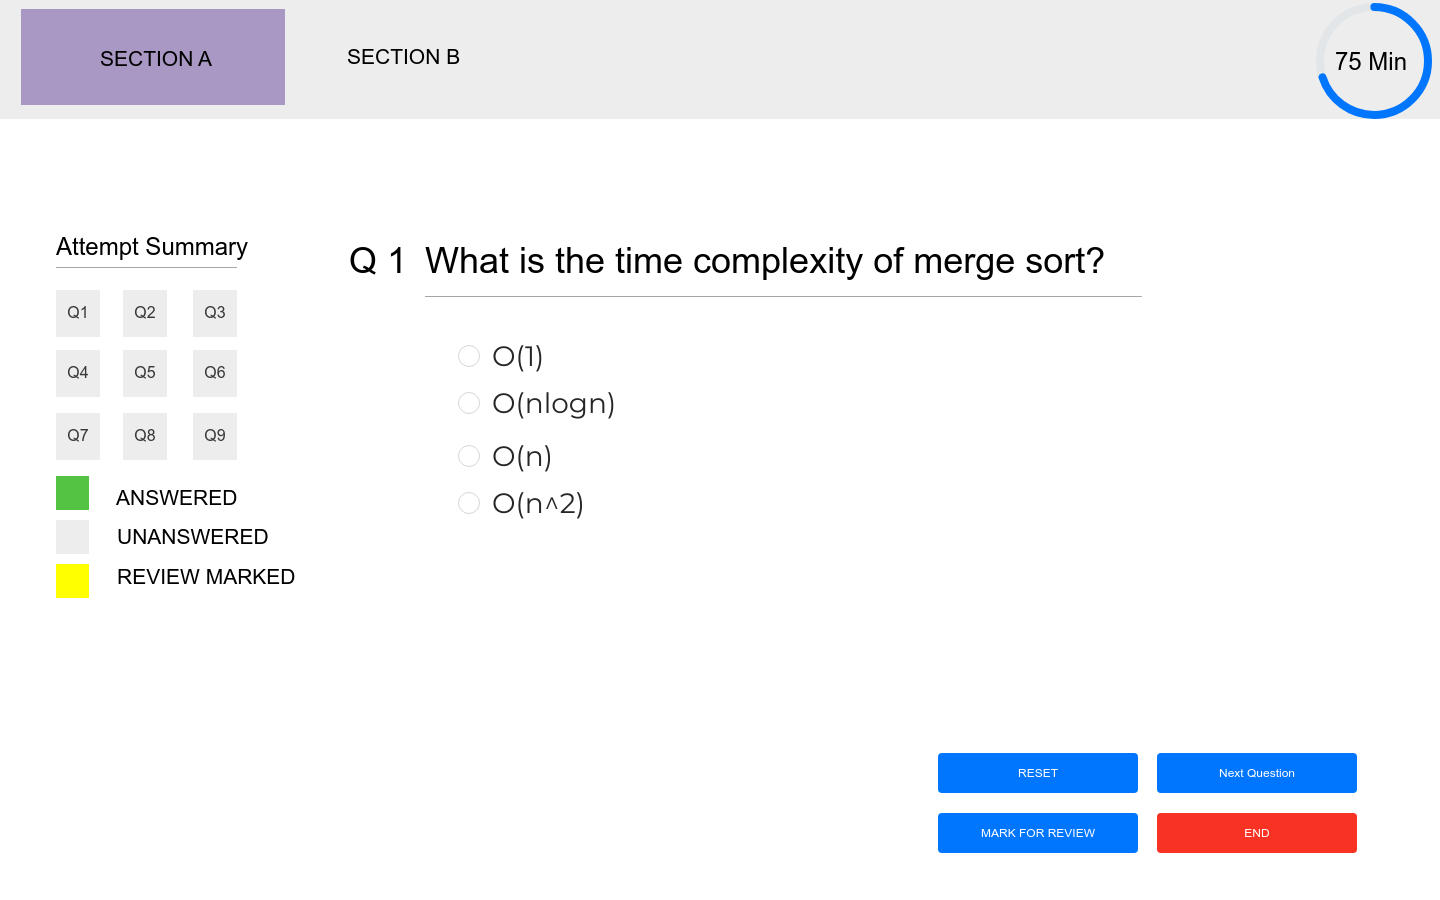 SECTION A
SECTION B
75 Min
Attempt Summary
Q1 Q2 Q3
Q4 Q5 Q6
Q7 Q8 Q9
ANSWERED
UNANSWERED
REVIEW MARKED
Q 1 What is the time complexity of merge sort?
O(1)
O(nlogn)
O(n)
O(n^2)
RESET
Next Question
MARK FOR REVIEW
END